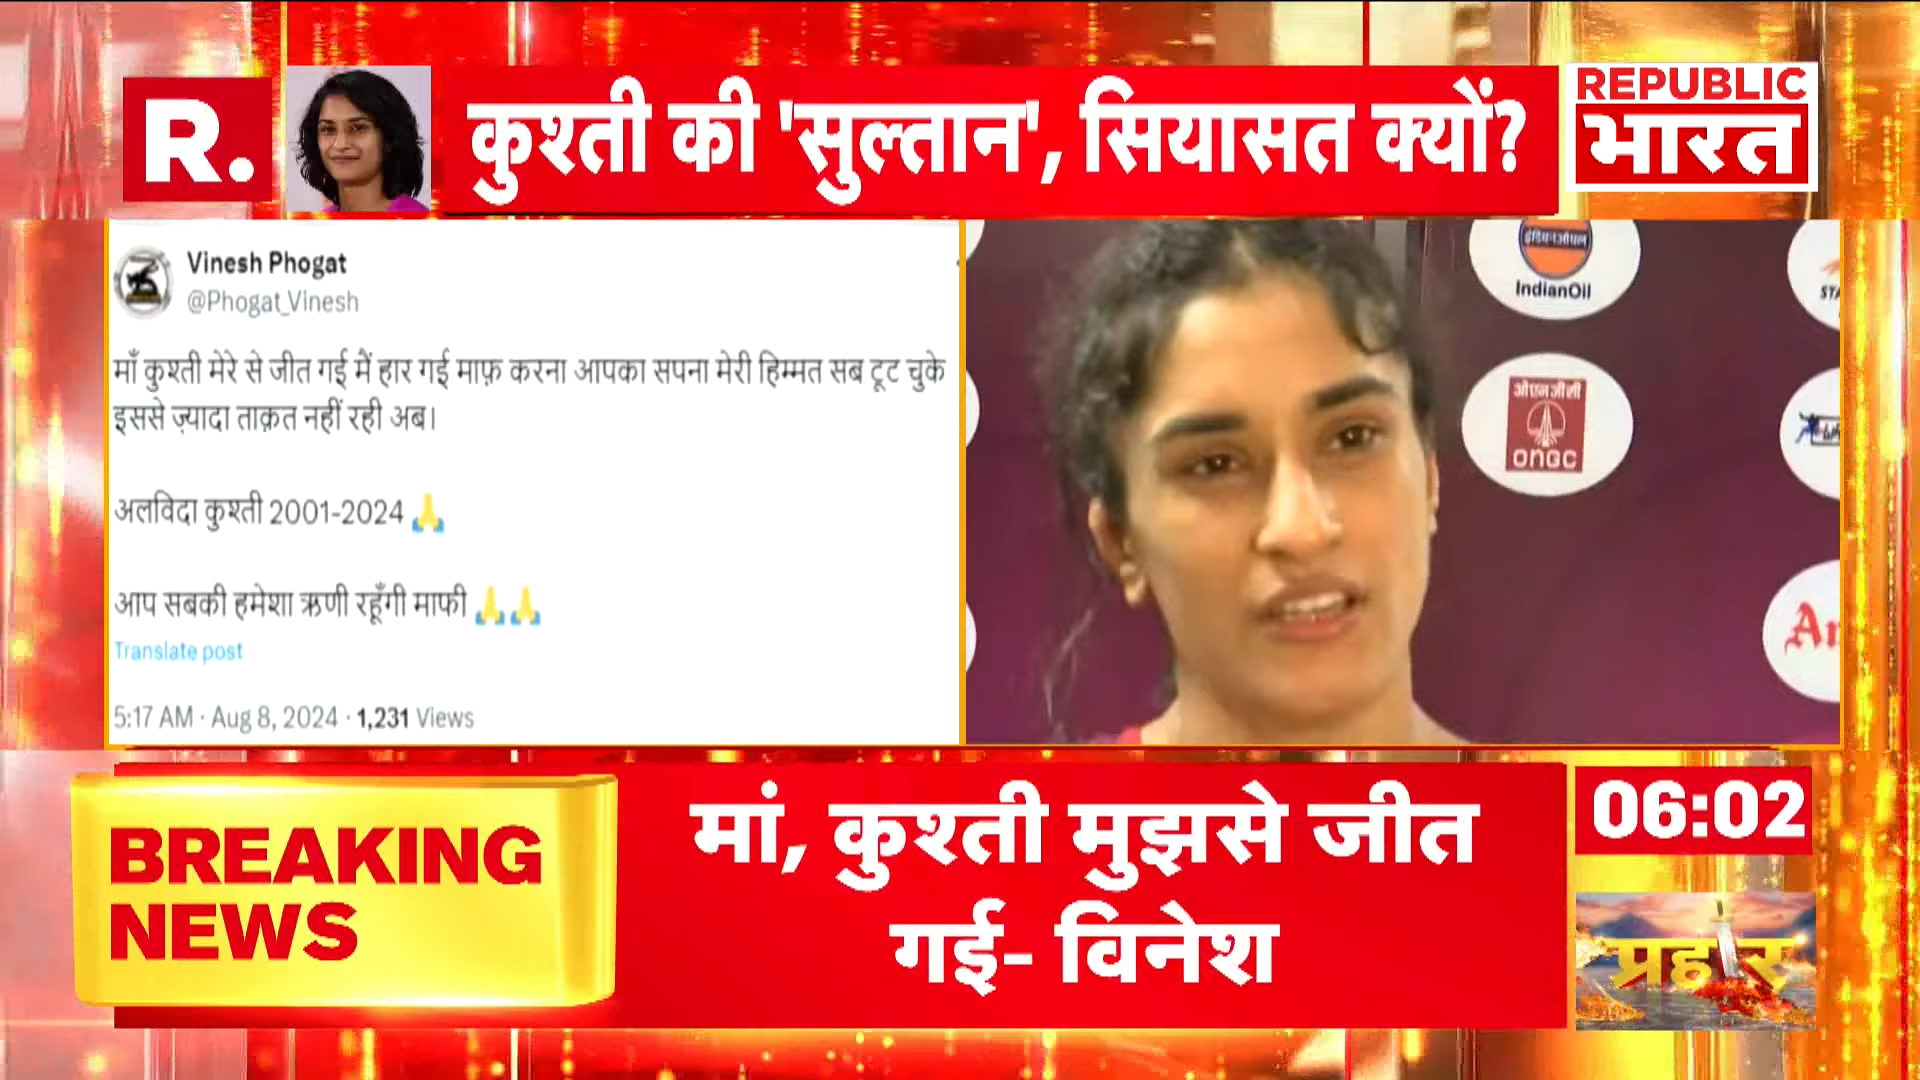 R.
कुश्ती की 'सुल्तान', सियासत क्यों?
REPUBLIC
भारत
Vinesh Phogat
@Phogat_Vinesh
माँ कुश्ती मेरे से जीत गई मैं हार गई माफ़ करना आपका सपना मेरी हिम्मत सब टूट चुके
इससे ज़्यादा ताक़त नहीं रही अब।
अलविदा कुश्ती 2001-2024 🙏
आप सबकी हमेशा ऋणी रहूँगी माफी 🙏🙏
Translate post
5:17 AM · Aug 8, 2024 · 1,231 Views
इंडियनऑयल
IndianOil
ओएनजीसी
ONGC
BREAKING
NEWS
मां, कुश्ती मुझसे जीत
गई- विनेश
06:02
प्रहार